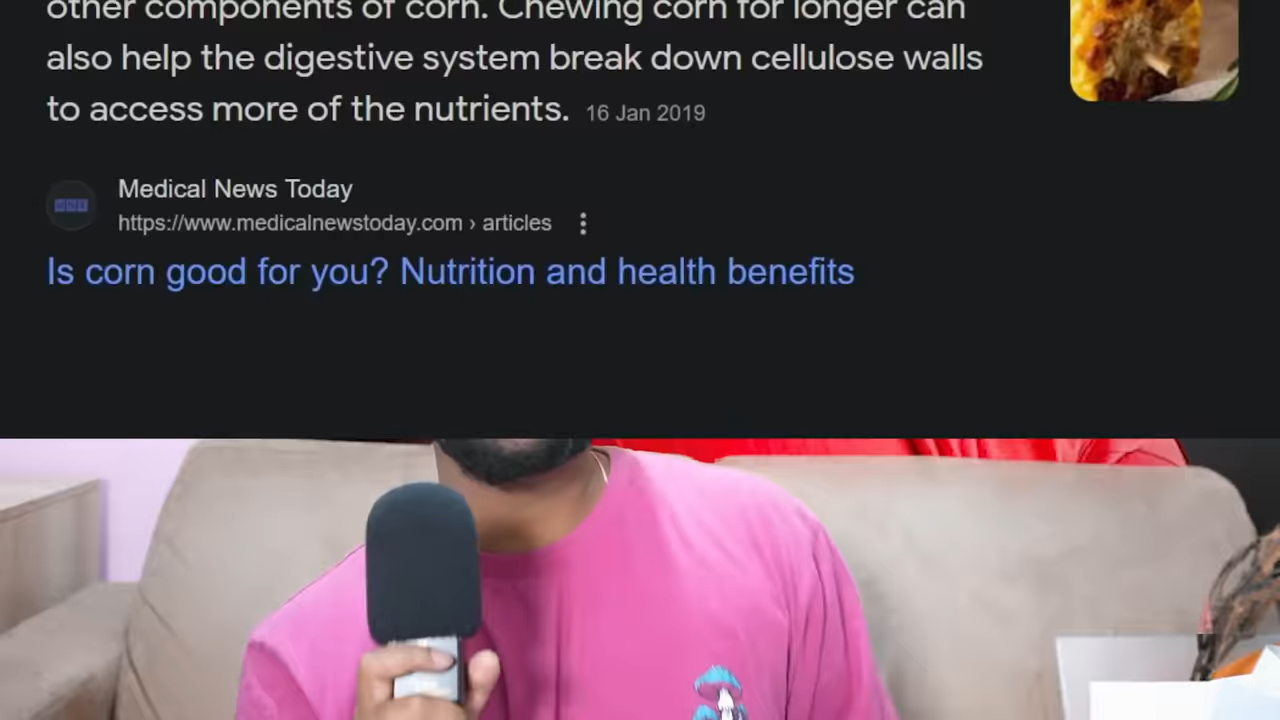 other components of corn. Chewing corn for longer can
also help the digestive system break down cellulose walls
to access more of the nutrients. 16 Jan 2019
MNT
Medical News Today
https://www.medicalnewstoday.com › articles
Is corn good for you? Nutrition and health benefits